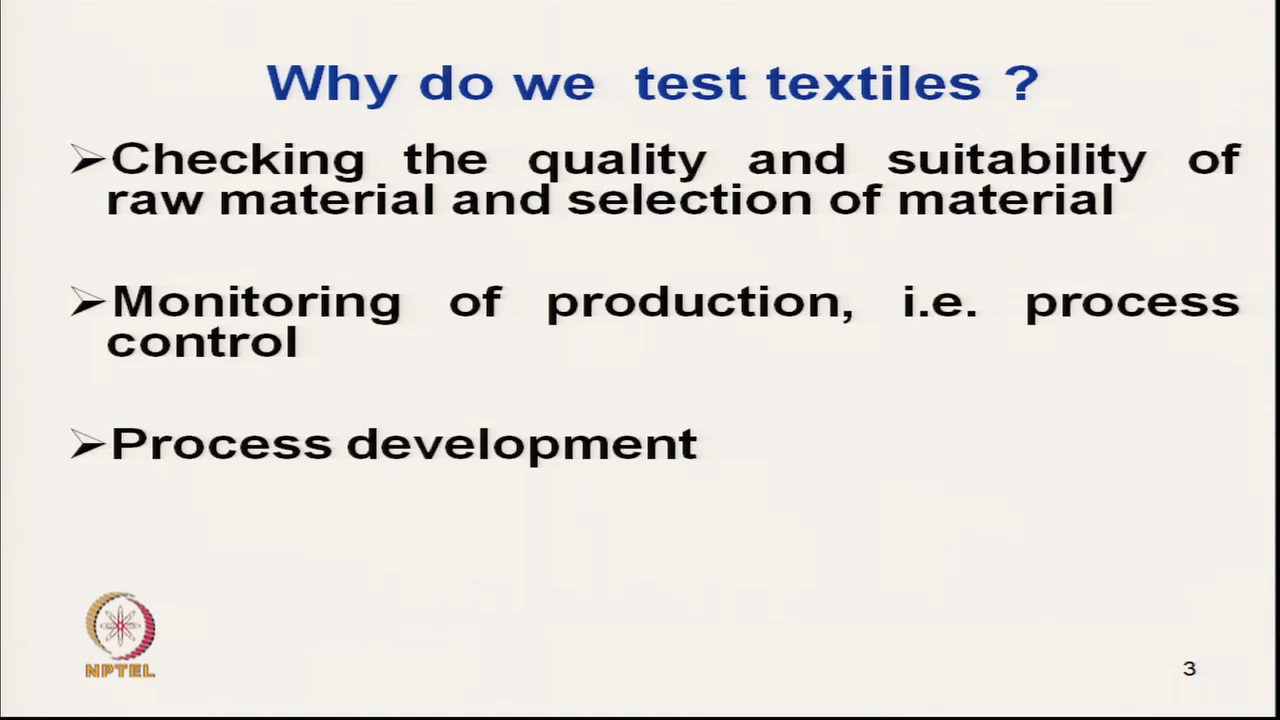 Why do we test textiles ?
➢Checking the quality and suitability of
raw material and selection of material
➢Monitoring of production, i.e. process
control
➢Process development
NPTEL
3